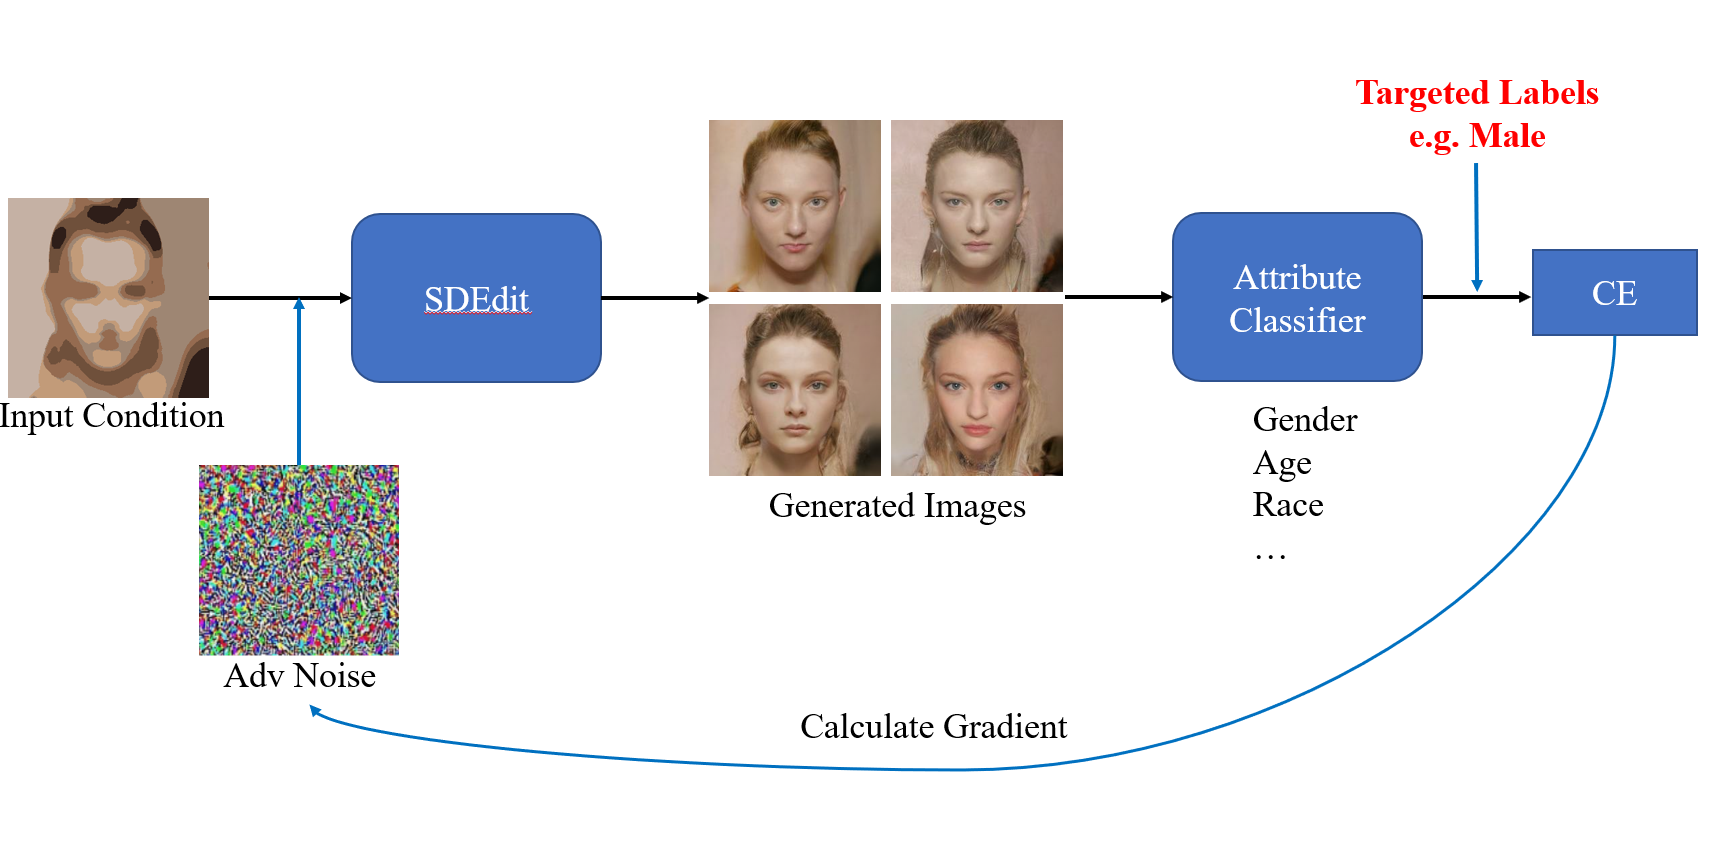 Targeted Labels
e.g. Male
SDEdit
Attribute
Classifier
CE
Input Condition
Gender
Age
Race
…
Generated Images
Adv Noise
Calculate Gradient